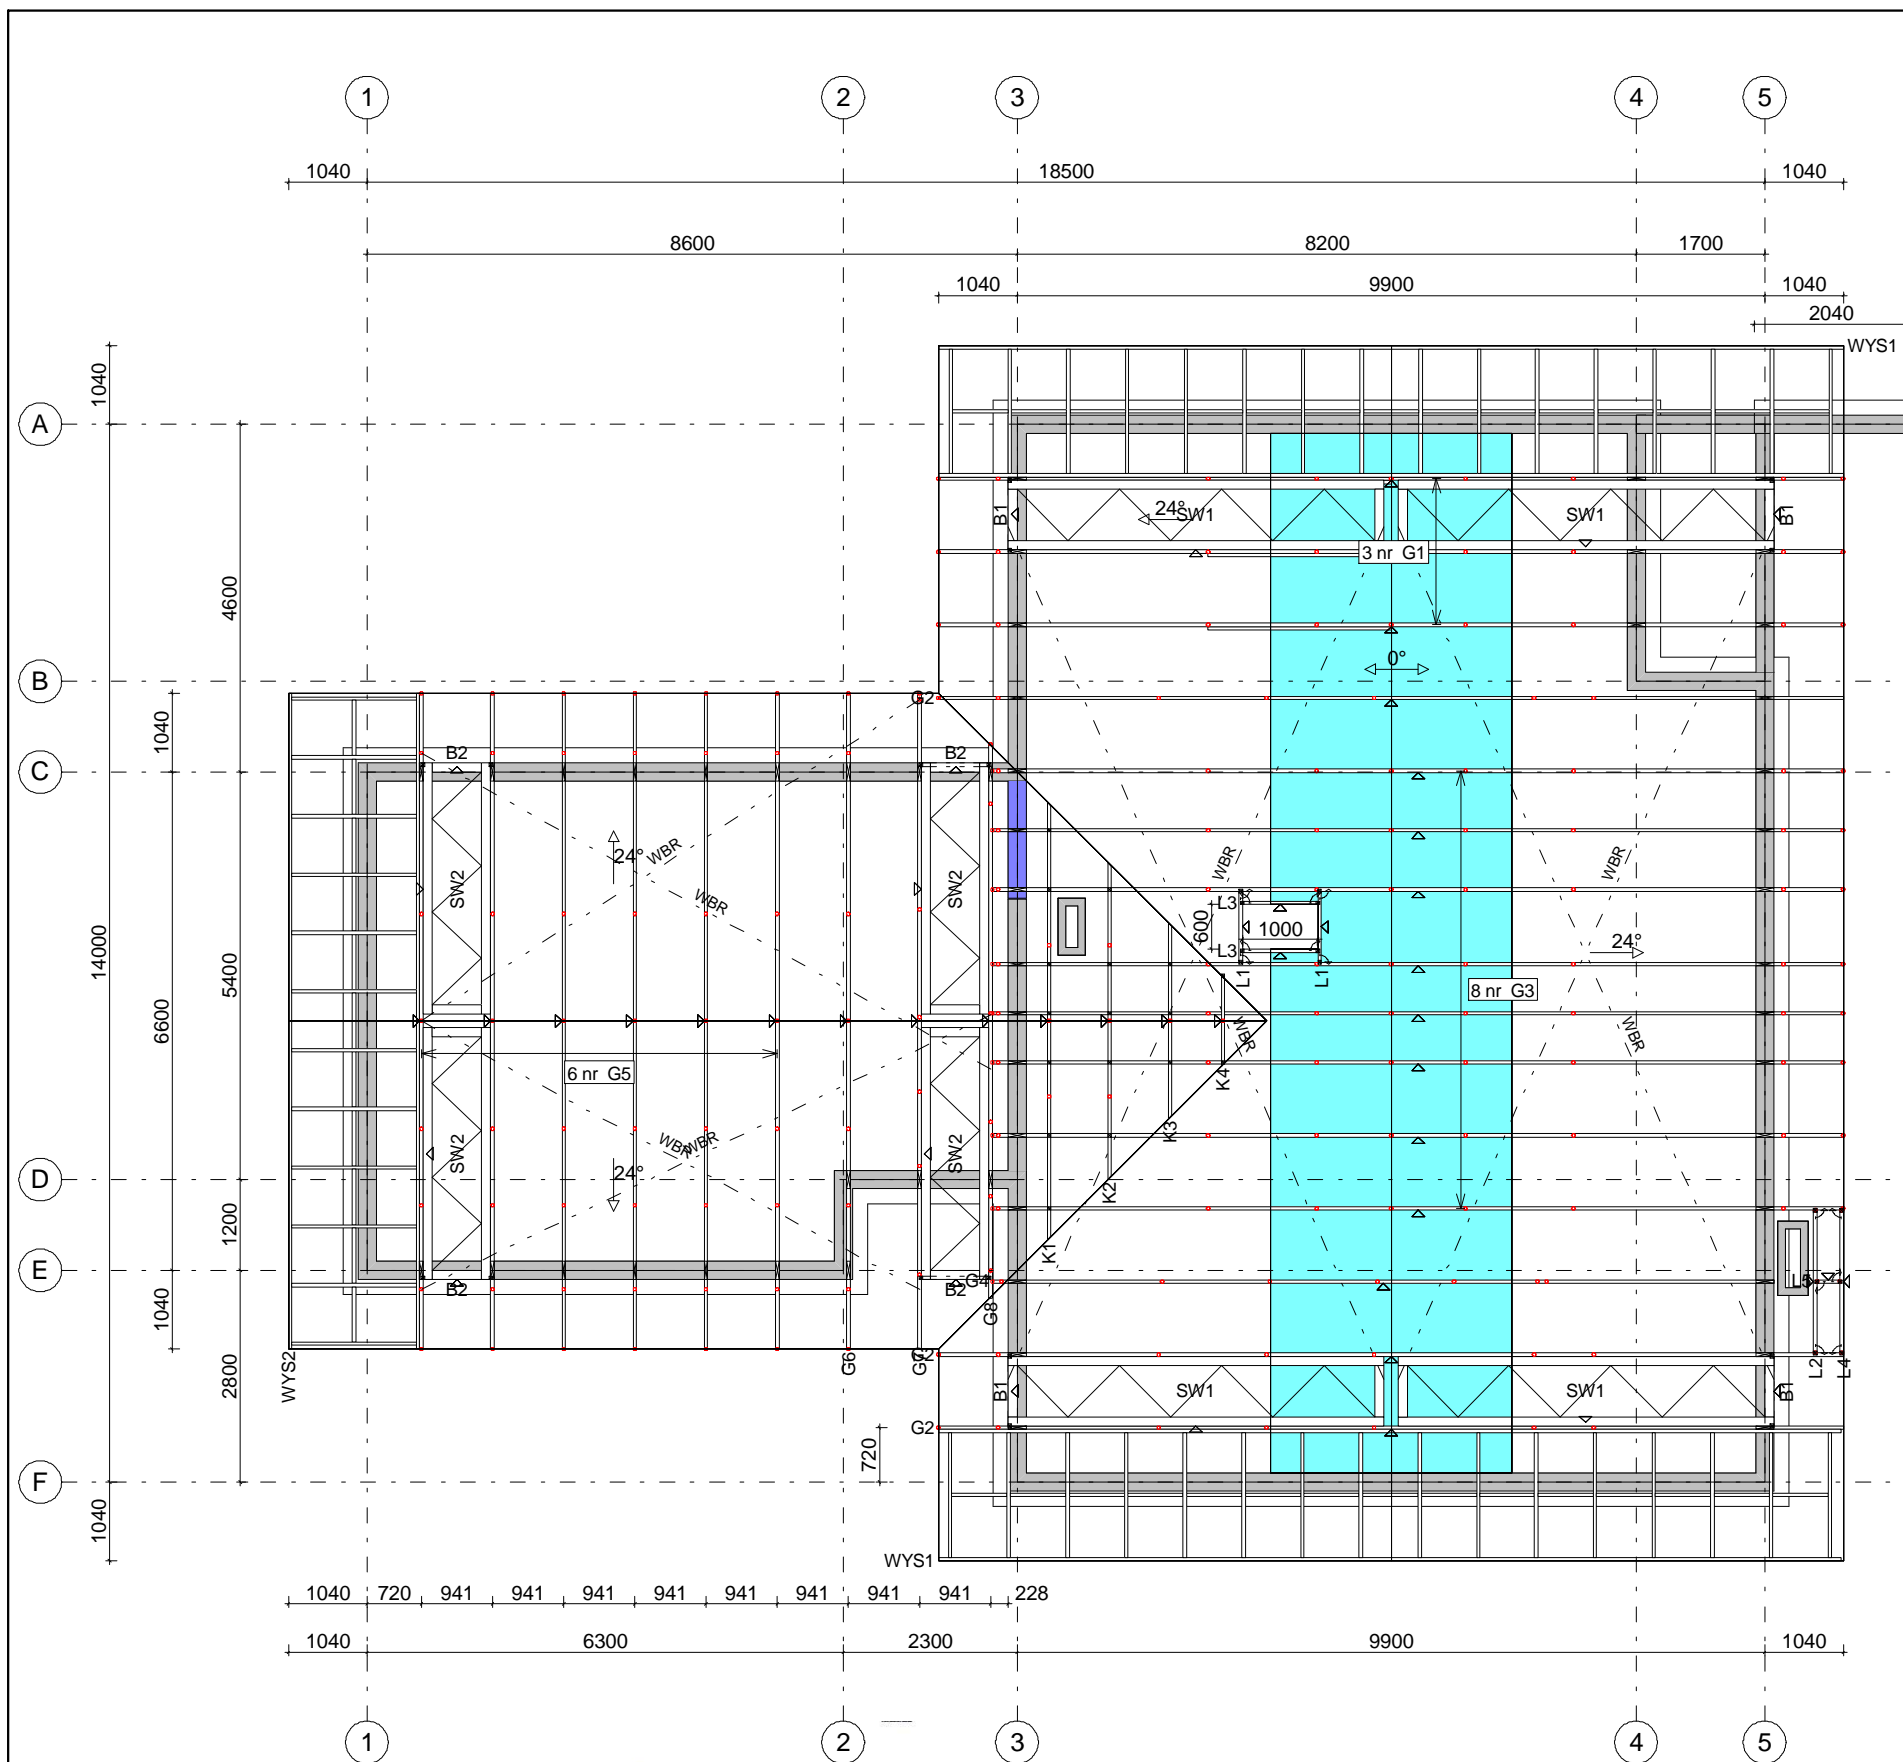 1 2 3 4 5
1040 18500 1040
8600 8200 1700
1040 9900 1040
2040
WYS1
1040
A
B1 24° SW1 SW1 B1
3 nr G1
4600
0°
B
G2
1040
B2 B2
C
24° WBR WBR WBR
SW2 WBR SW2
L3
600 1000
L3
24°
L1 L1
14000 5400
8 nr G3
6600
WBR WBR
6 nr G5
K4
K3
SW2 WBR WBR SW2
24°
D
K2
1200
K1
E
B2 B2 G4
L5
G8
1040
WYS2 G6 G7 G2
L2 L4
2800
B1 SW1 SW1 B1
G2
720
F
1040
WYS1
1040 720 941 941 941 941 941 941 941 941 228
1040 6300 2300 9900 1040
1 2 3 4 5